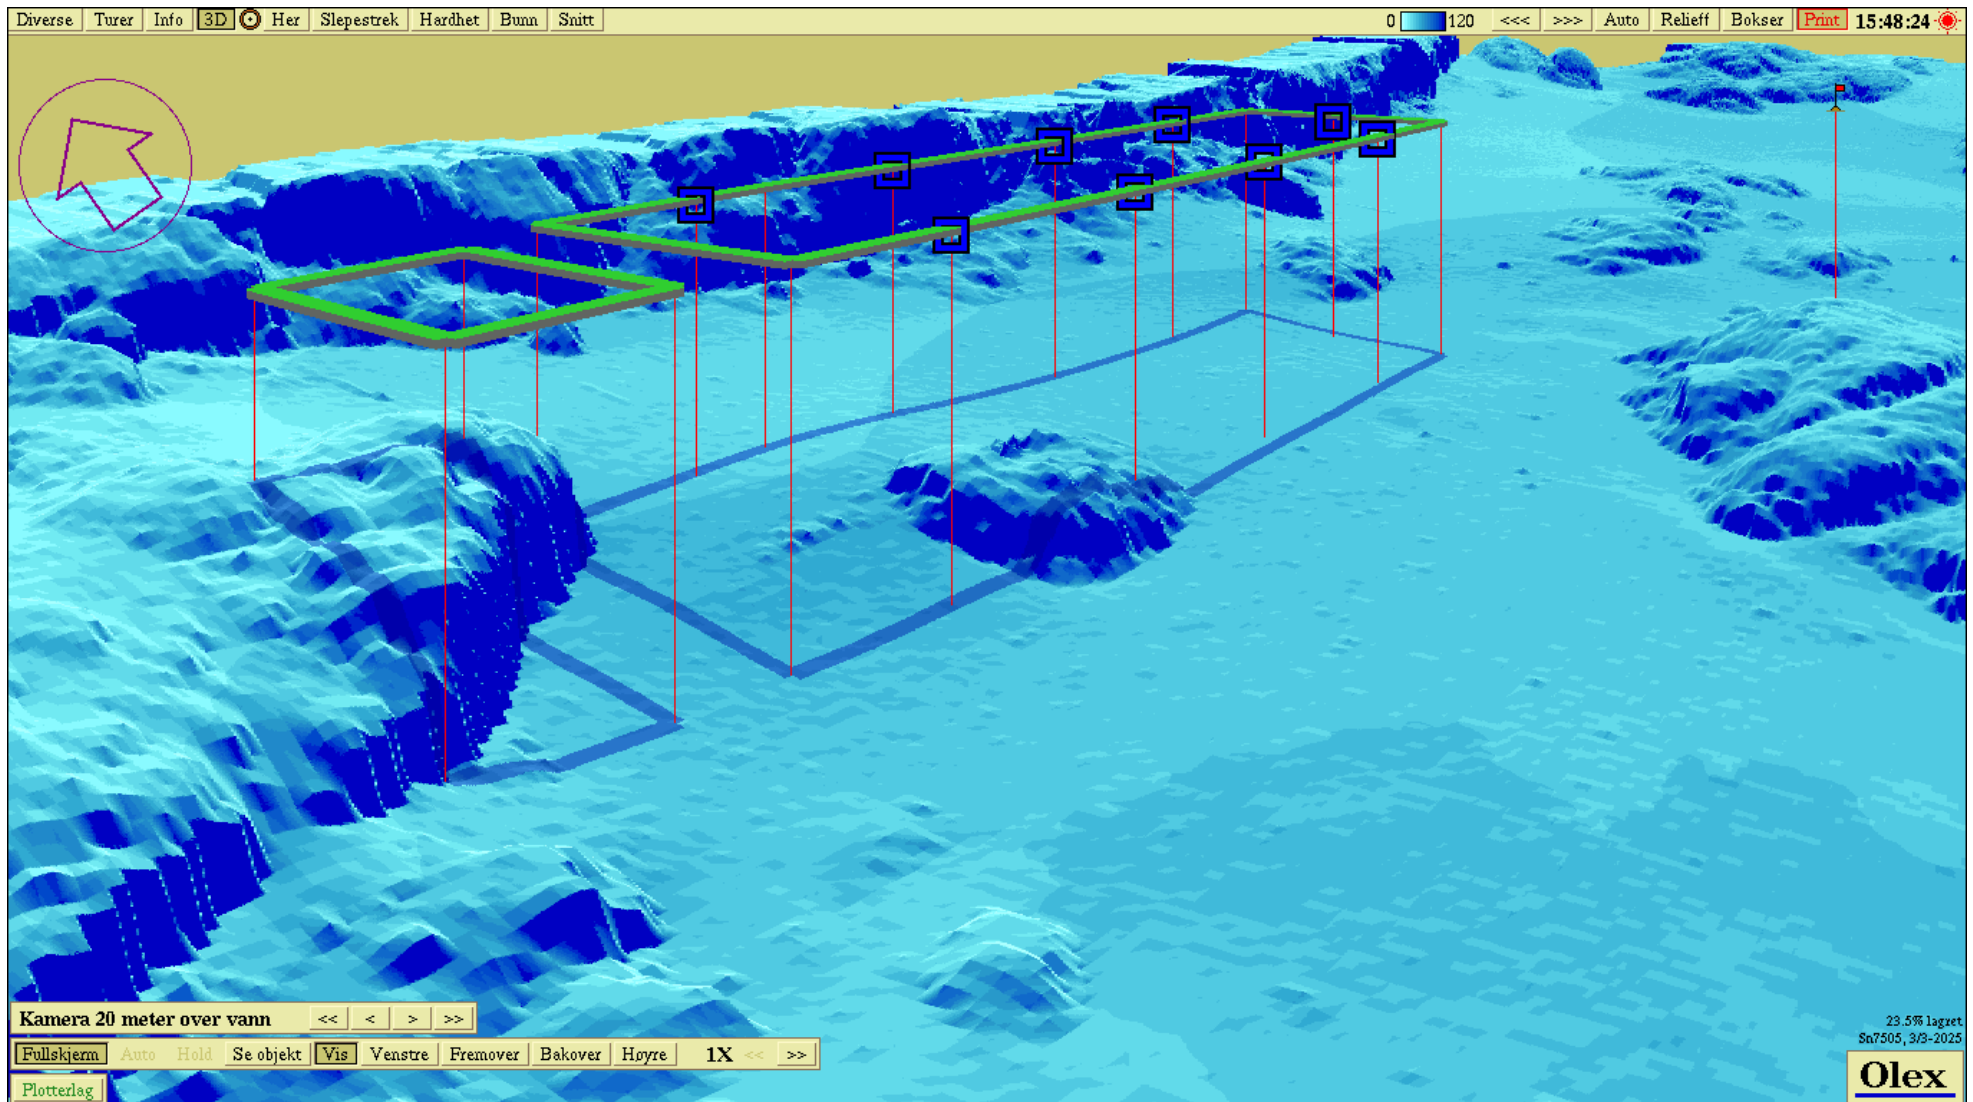 Diverse Turer Info 3D Her Slepestrek Hardhet Bunn Snitt 0 120 <<< >>> Auto Relieff Bokser Print 15:48:24
Kamera 20 meter over vann << < > >>
23.5% lagret
Sn7505, 3/3-2025
Fullskjerm Auto Hold Se objekt Vis Venstre Fremover Bakover Høyre 1X << >>
Plotterlag
Olex